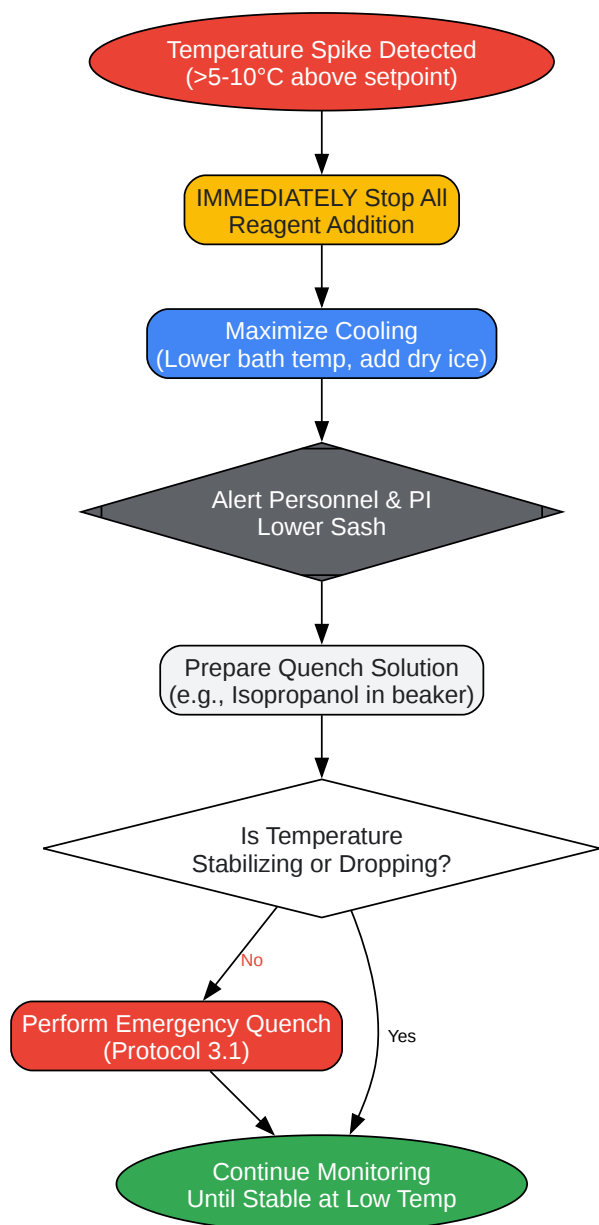 Temperature Spike Detected
(>5-10°C above setpoint)
IMMEDIATELY Stop All
Reagent Addition
Maximize Cooling
(Lower bath temp, add dry ice)
Alert Personnel & PI
Lower Sash
Prepare Quench Solution
(e.g., Isopropanol in beaker)
Is Temperature
Stabilizing or Dropping?
No
Perform Emergency Quench
(Protocol 3.1)
Yes
Continue Monitoring
Until Stable at Low Temp